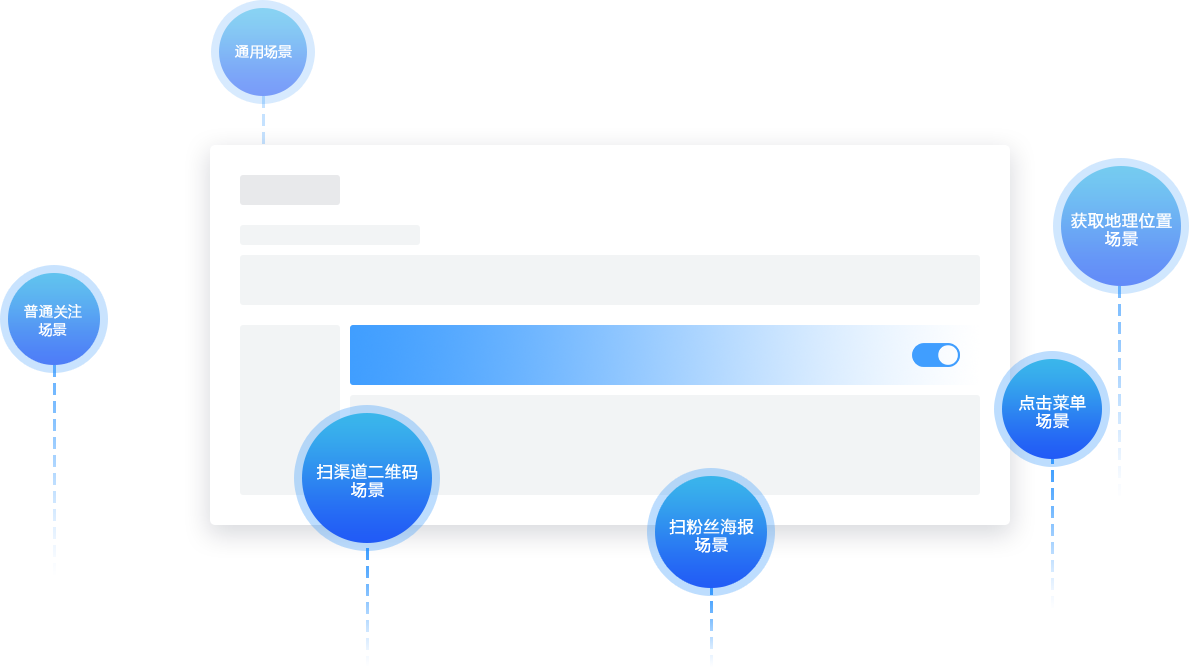 通用场景
获取地理位置
场景
普通关注
场景
点击菜单
场景
扫渠道二维码
场景
扫粉丝海报
场景